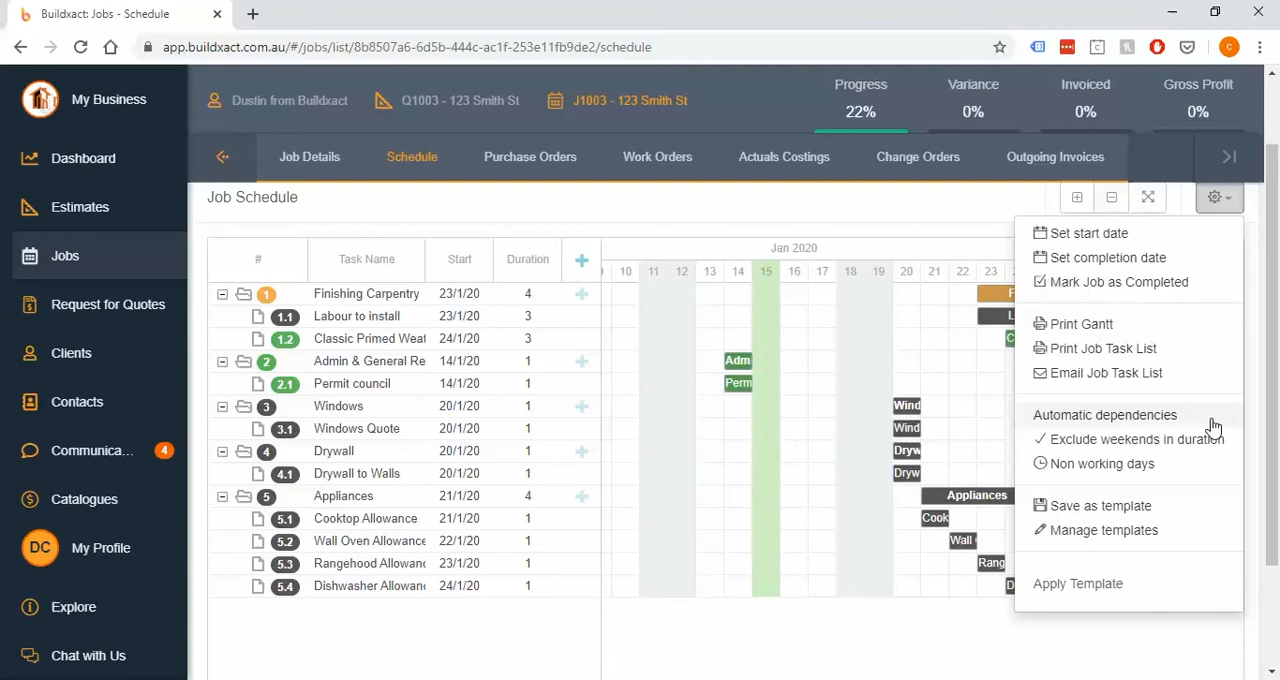 Buildxact: Jobs - Schedule
app.buildxact.com.au/#/jobs/list/8b8507a6-6d5b-444c-ac1f-253e11fb9de2/schedule
C
My Business
Dustin from Buildxact
Q1003 - 123 Smith St
J1003 - 123 Smith St
Progress
22%
Variance
0%
Invoiced
0%
Gross Profit
0%
Job Details
Schedule
Purchase Orders
Work Orders
Actuals Costings
Change Orders
Outgoing Invoices
Dashboard
Estimates
Jobs
Request for Quotes
Clients
Contacts
Communica... 4
Catalogues
DC My Profile
Explore
Chat with Us
Job Schedule
# Task Name Start Duration
Jan 2020
10 11 12 13 14 15 16 17 18 19 20 21 22 23
1 Finishing Carpentry 23/1/20 4 F
1.1 Labour to install 23/1/20 3 L
1.2 Classic Primed Weat 24/1/20 3 C
2 Admin & General Re 14/1/20 1 Adm
2.1 Permit council 14/1/20 1 Perm
3 Windows 20/1/20 1 Wind
3.1 Windows Quote 20/1/20 1 Wind
4 Drywall 20/1/20 1 Dryw
4.1 Drywall to Walls 20/1/20 1 Dryw
5 Appliances 21/1/20 4 Appliances
5.1 Cooktop Allowance 21/1/20 1 Cook
5.2 Wall Oven Allowance 22/1/20 1 Wall
5.3 Rangehood Allowan 23/1/20 1 Rang
5.4 Dishwasher Allowan 24/1/20 1 D
Set start date
Set completion date
Mark Job as Completed
Print Gantt
Print Job Task List
Email Job Task List
Automatic dependencies
Exclude weekends in duration
Non working days
Save as template
Manage templates
Apply Template